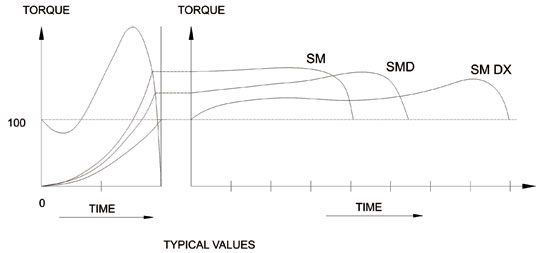 TORQUE
TORQUE
SM
SMD
SM DX
100
0
TIME
TIME
TYPICAL VALUES